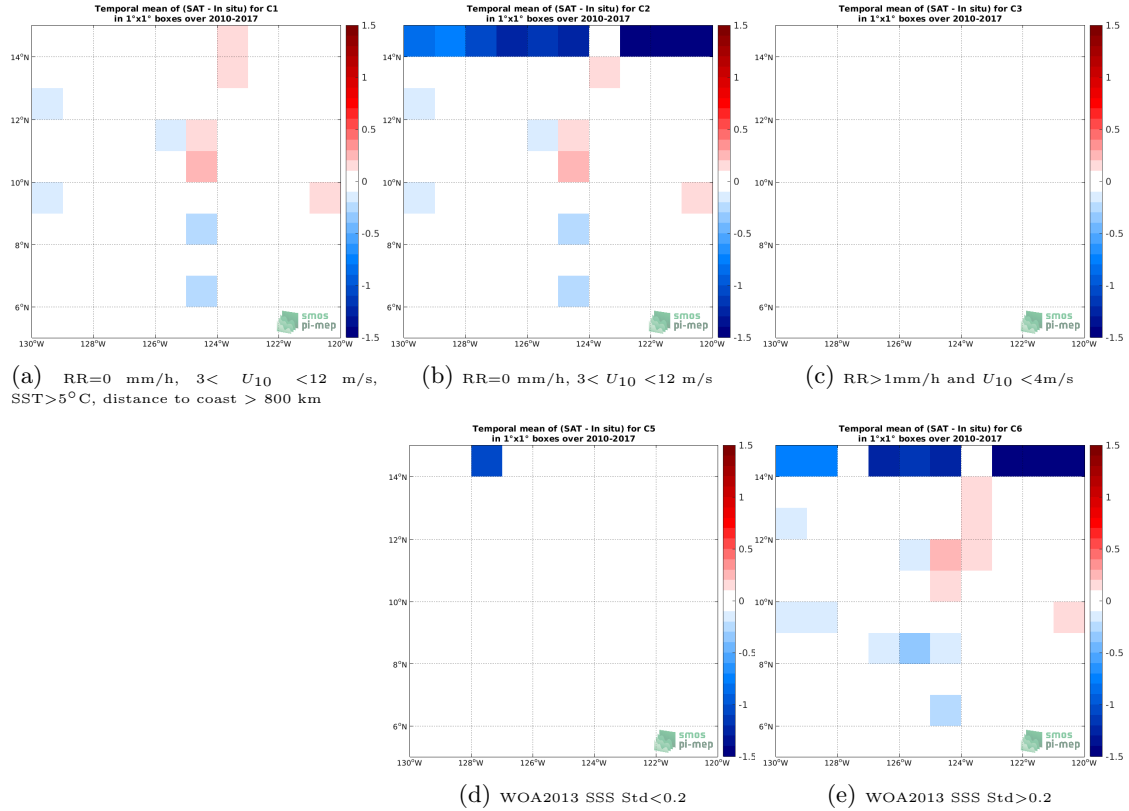 Temporal mean of (SAT - In situ) for C1
in 1°x1° boxes over 2010-2017
14°N
12°N
10°N
8°N
6°N
130°W
128°W
126°W
124°W
122°W
120°W
1.5
1
0.5
0
-0.5
-1
-1.5
smos
pi-mep
(a) RR=0 mm/h, 3< U10 <12 m/s,
SST>5°C, distance to coast > 800 km
Temporal mean of (SAT - In situ) for C2
in 1°x1° boxes over 2010-2017
14°N
12°N
10°N
8°N
6°N
130°W
128°W
126°W
124°W
122°W
120°W
1.5
1
0.5
0
-0.5
-1
-1.5
smos
pi-mep
(b) RR=0 mm/h, 3< U10 <12 m/s
Temporal mean of (SAT - In situ) for C3
in 1°x1° boxes over 2010-2017
14°N
12°N
10°N
8°N
6°N
130°W
128°W
126°W
124°W
122°W
120°W
1.5
1
0.5
0
-0.5
-1
-1.5
smos
pi-mep
(c) RR>1mm/h and U10 <4m/s
Temporal mean of (SAT - In situ) for C5
in 1°x1° boxes over 2010-2017
14°N
12°N
10°N
8°N
6°N
130°W
128°W
126°W
124°W
122°W
120°W
1.5
1
0.5
0
-0.5
-1
-1.5
smos
pi-mep
(d) WOA2013 SSS Std<0.2
Temporal mean of (SAT - In situ) for C6
in 1°x1° boxes over 2010-2017
14°N
12°N
10°N
8°N
6°N
130°W
128°W
126°W
124°W
122°W
120°W
1.5
1
0.5
0
-0.5
-1
-1.5
smos
pi-mep
(e) WOA2013 SSS Std>0.2